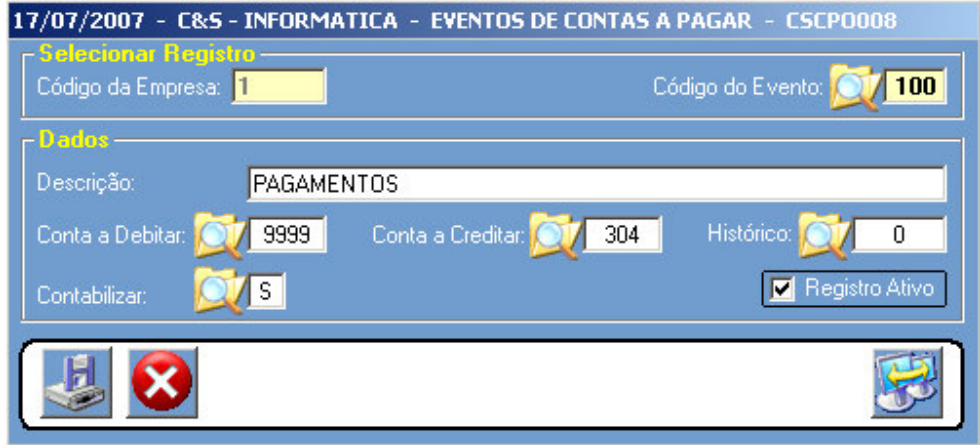 17/07/2007 - C&S - INFORMATICA - EVENTOS DE CONTAS A PAGAR - CSCP0008
Selecionar Registro
Código da Empresa: 1 Código do Evento: 100
Dados
Descrição: PAGAMENTOS
Conta a Debitar: 9999 Conta a Creditar: 304 Histórico: 0
Contabilizar: S Registro Ativo